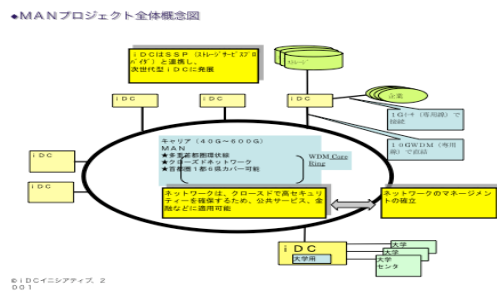 ◆ＭＡＮプロジェクト全体概念図
ｉＤＣはＳＳＰ（ｽﾄﾚｰｼﾞｻｰﾋﾞｽﾌﾟﾛ
ﾊﾞｲﾀﾞ）と連携し、
次世代型ｉＤＣに発展
ｽﾄﾚｰｼﾞ
企業
ｉＤＣ
ｉＤＣ
ｉＤＣ
１Ｇｲｰｻ（専用線）で
接続
１０ＧＷＤＭ（専用
線）で直結
キャリア（４０Ｇ～６００Ｇ）
ＭＡＮ
★多重首都圏環状線
★クローズドネットワーク
★首都圏１都６県カバー可能
WDM Core
Ring
ｉＤＣ
ｉＤＣ
ネットワークは、クローズドで高セキュリ
ティーを確保するため、公共サービス、金
融などに適用可能
ネットワークのマネージメン
トの確立
ｉＤＣ
大学用
大学
大学
大学
センタ
©ｉＤＣイニシアティブ，２
００１